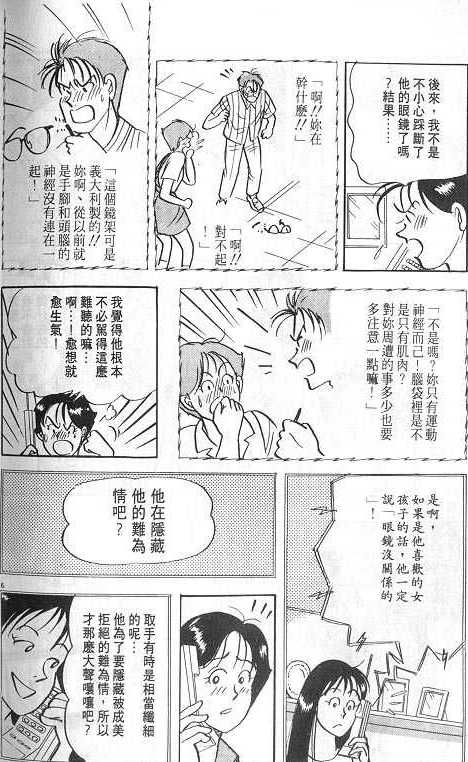 後來，我不是
不小心踩斷了
他的眼鏡了嗎
？結果……
「啊!!妳在
幹什麼!!」
「啊!!
對不起
！」
「這個鏡架可是
義大利製的!!
妳啊、從以前就
是手腳和頭腦的
神經沒有連在一
起！」
「不是嗎？妳只有運動
神經而己！腦袋裡是不
是只有肌肉？
對妳周遭的事多少也要
多注意一點嘛！」
我覺得他根本
不必罵得這麼
難聽的嘛…
啊…！愈想就
愈生氣！
是啊，
如果是他喜歡的女
孩子的話，他一定
說「眼鏡沒關係的
」！
他在隱藏
他的難為
情吧？
取手有時是相當纖細
的呢…
他為了要隱藏被成美
拒絕的難為情，所以
才那麼大聲嚷嚷吧？
6